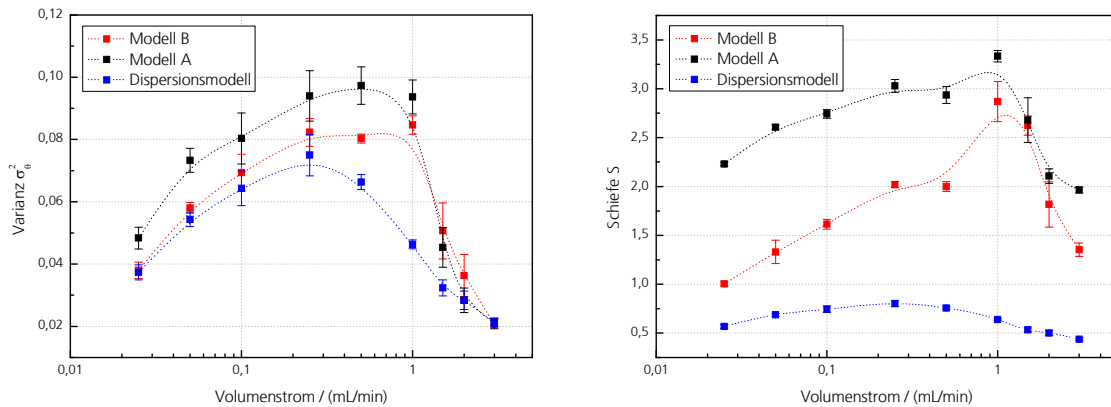 0,12
0,10
0,08
0,06
0,04
0,02
Varianz σ²θ
Modell B
Modell A
Dispersionsmodell
0,01
0,1
1
Volumenstrom / (mL/min)
3,5
3,0
2,5
2,0
1,5
1,0
0,5
Schiefe S
Modell B
Modell A
Dispersionsmodell
0,01
0,1
1
Volumenstrom / (mL/min)